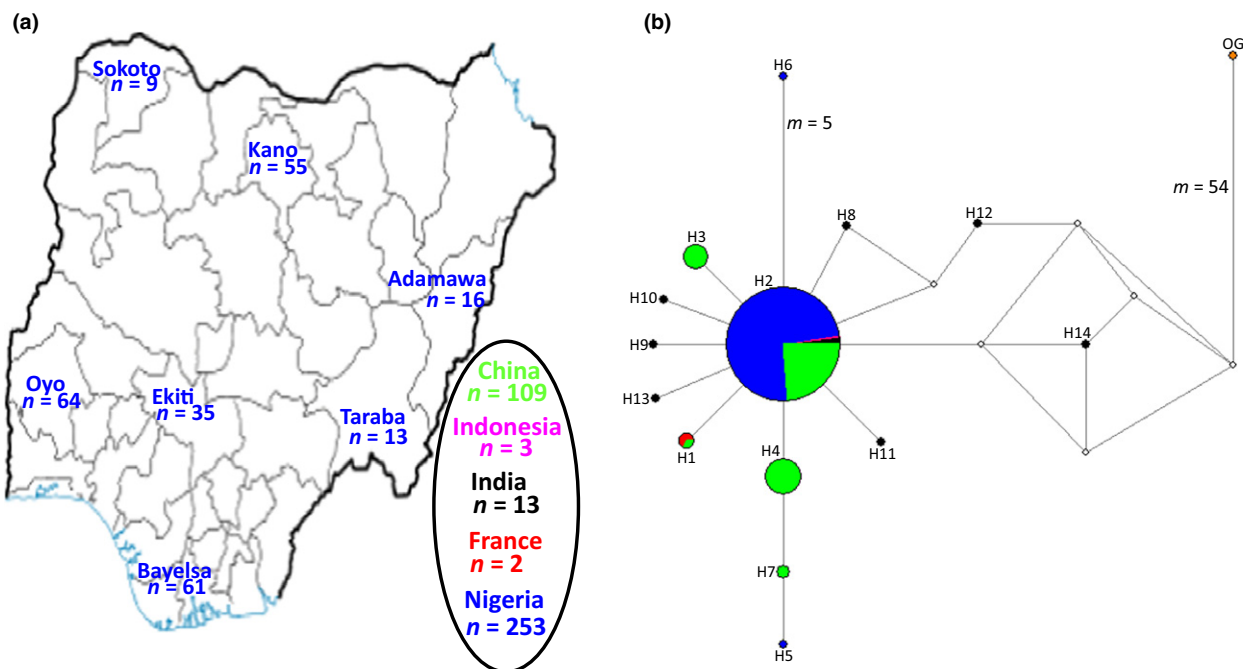 (a)
Sokoto
n = 9
Kano
n = 55
Adamawa
n = 16
Oyo
n = 64
Ekiti
n = 35
Taraba
n = 13
Bayelsa
n = 61
China
n = 109
Indonesia
n = 3
India
n = 13
France
n = 2
Nigeria
n = 253
(b)
OG
H6
m = 5
m = 54
H8
H12
H3
H2
H10
H9
H14
H13
H1
H4
H11
H7
H5